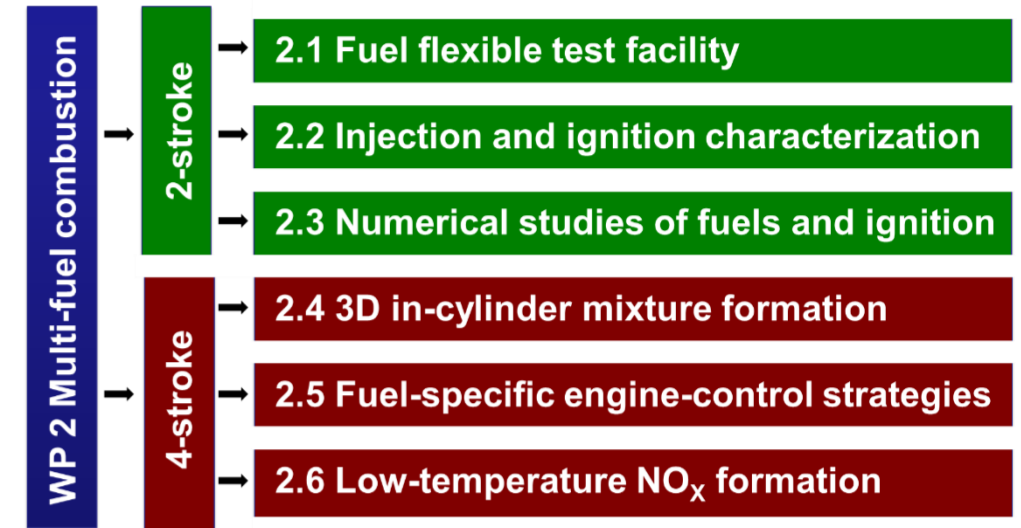 WP 2 Multi-fuel combustion
2-stroke
2.1 Fuel flexible test facility
2.2 Injection and ignition characterization
2.3 Numerical studies of fuels and ignition
4-stroke
2.4 3D in-cylinder mixture formation
2.5 Fuel-specific engine-control strategies
2.6 Low-temperature NOX formation